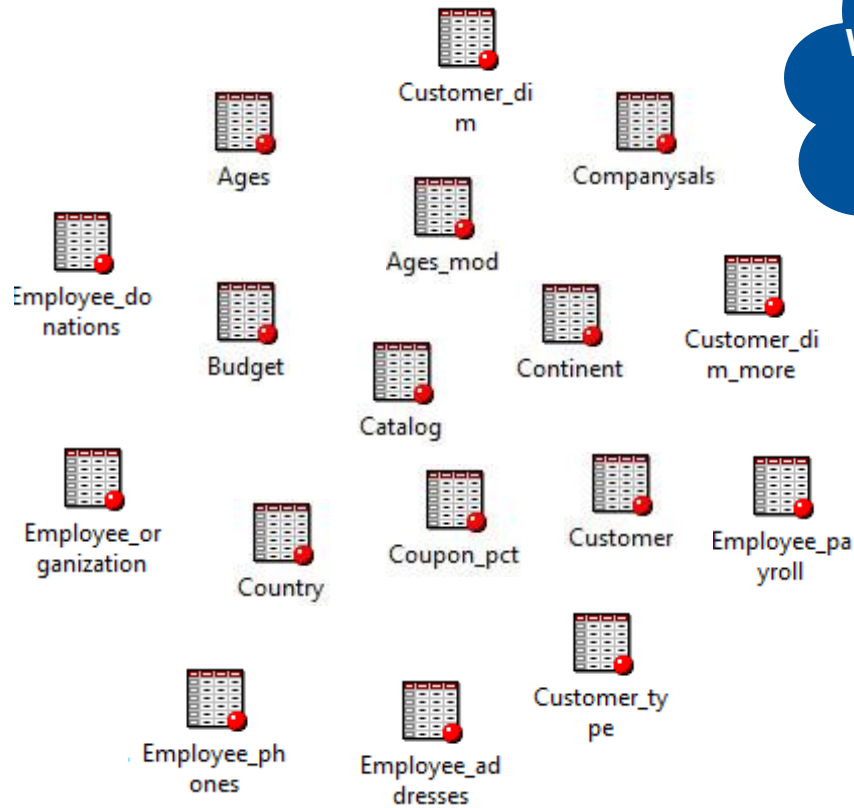 W
Customer_di
m
Ages
Companysals
Ages_mod
Employee_do
nations
Budget
Continent
Customer_di
m_more
Catalog
Employee_or
ganization
Country
Coupon_pct
Customer
Employee_pa
yroll
Customer_ty
pe
Employee_ph
ones
Employee_ad
dresses